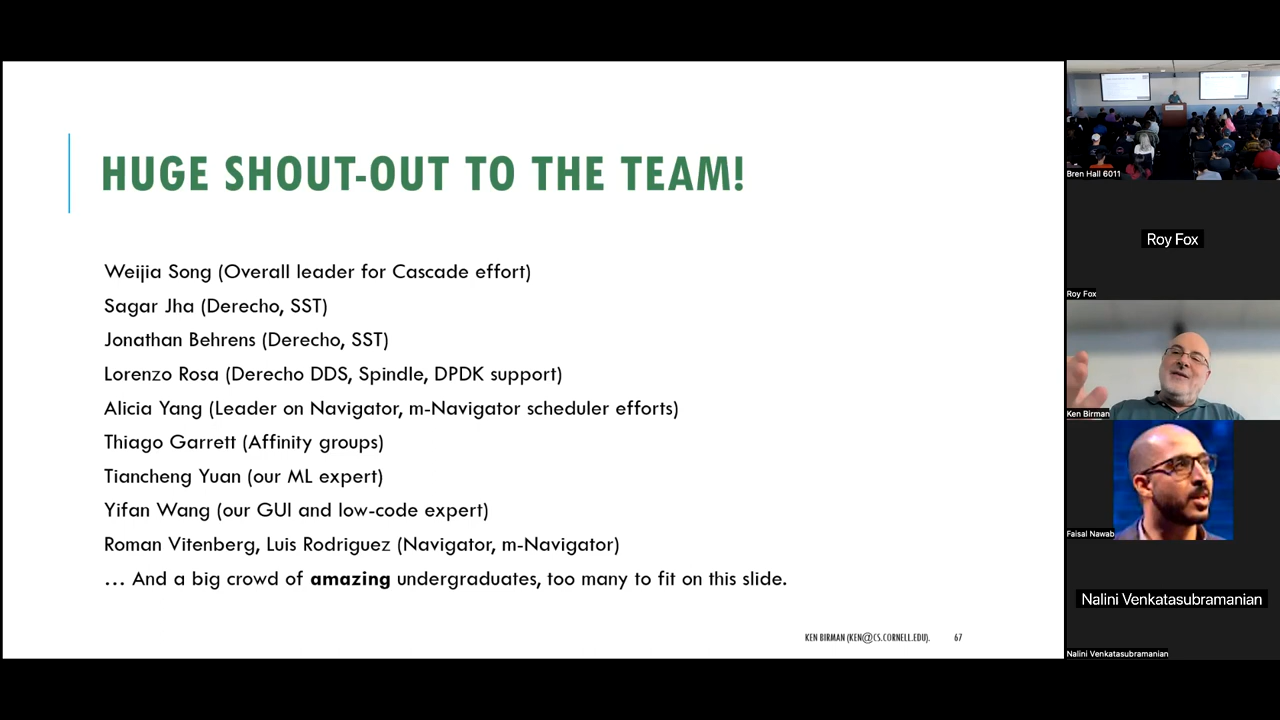 HUGE SHOUT-OUT TO THE TEAM!
Weijia Song (Overall leader for Cascade effort)
Sagar Jha (Derecho, SST)
Jonathan Behrens (Derecho, SST)
Lorenzo Rosa (Derecho DDS, Spindle, DPDK support)
Alicia Yang (Leader on Navigator, m-Navigator scheduler efforts)
Thiago Garrett (Affinity groups)
Tiancheng Yuan (our ML expert)
Yifan Wang (our GUI and low-code expert)
Roman Vitenberg, Luis Rodriguez (Navigator, m-Navigator)
... And a big crowd of amazing undergraduates, too many to fit on this slide.
KEN BIRMAN (KEN@CS.CORNELL.EDU). 67
Bren Hall 6011
Roy Fox
Roy Fox
Ken Birman
Faisal Nawab
Nalini Venkatasubramanian
Nalini Venkatasubramanian